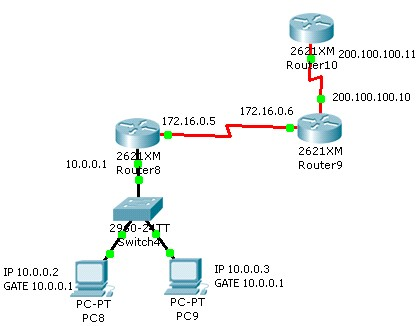 2621XM
Router10
200.100.100.11
200.100.100.10
172.16.0.6
172.16.0.5
2621XM
Router9
10.0.0.1
2621XM
Router8
2960-24TT
Switch4
IP 10.0.0.2
GATE 10.0.0.1
IP 10.0.0.3
GATE 10.0.0.1
PC-PT
PC8
PC-PT
PC9